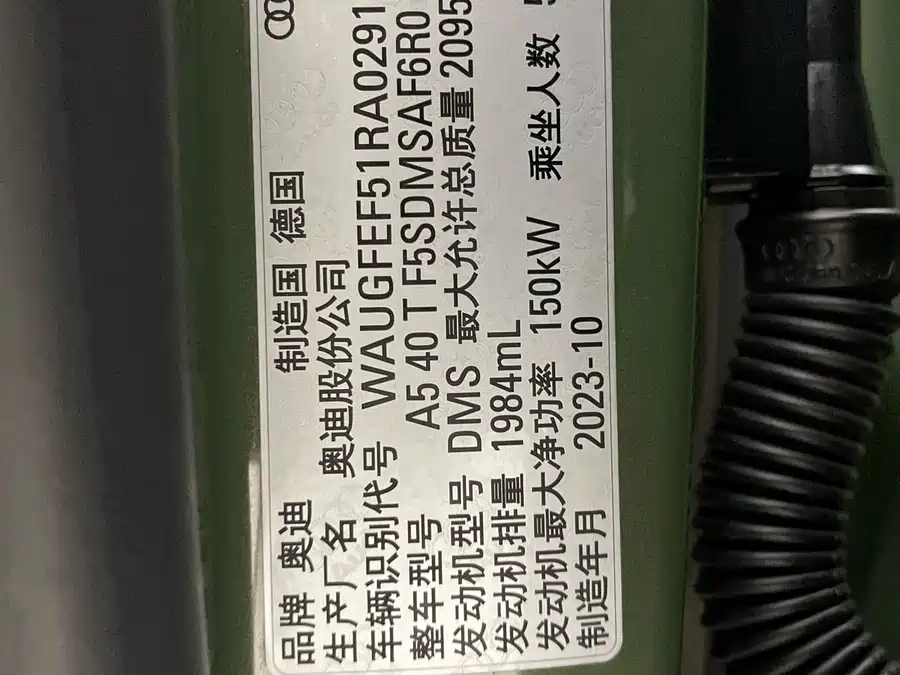 品牌 奥迪 制造国 德国
生产厂名 奥迪股份公司
车辆识别代号 WAUGFEF51RA0291
整车型号 A5 40 T F5SDMSAF6R0
发动机型号 DMS 最大允许总质量 2095
发动机排量 1984mL
发动机最大净功率 150kW 乘坐人数 5
制造年月 2023-10